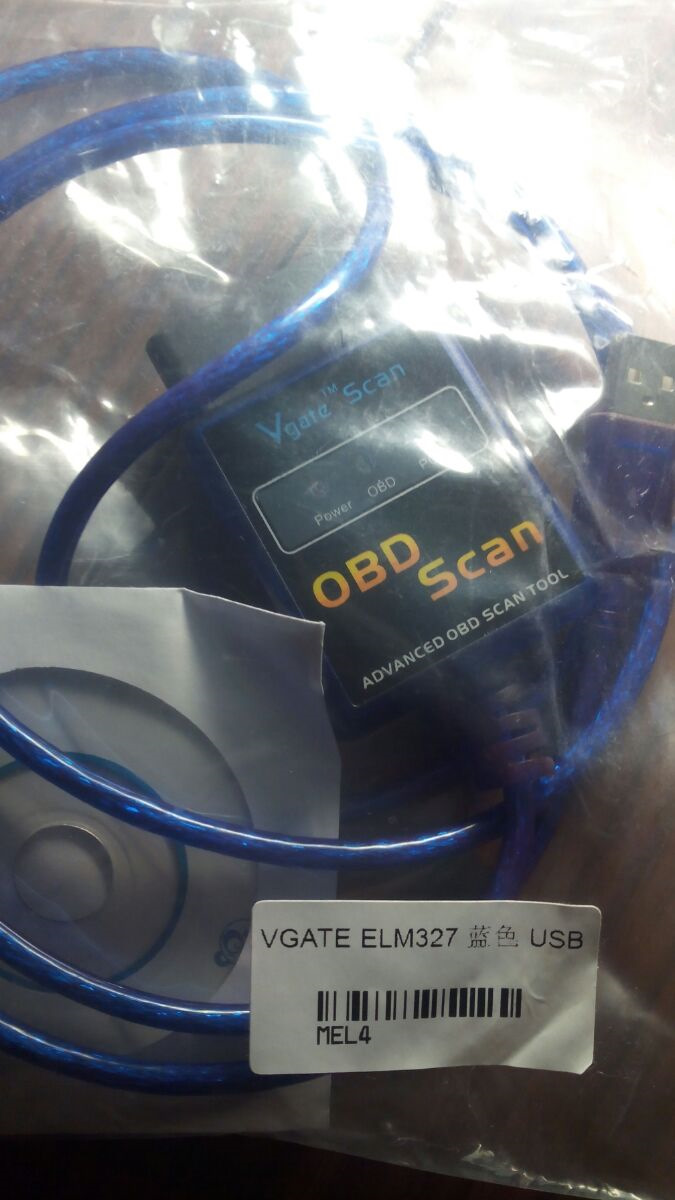 Vgate™ Scan
Power OBD
OBD
Scan
ADVANCED OBD SCAN TOOL
VGATE ELM327 蓝色 USB
MEL4